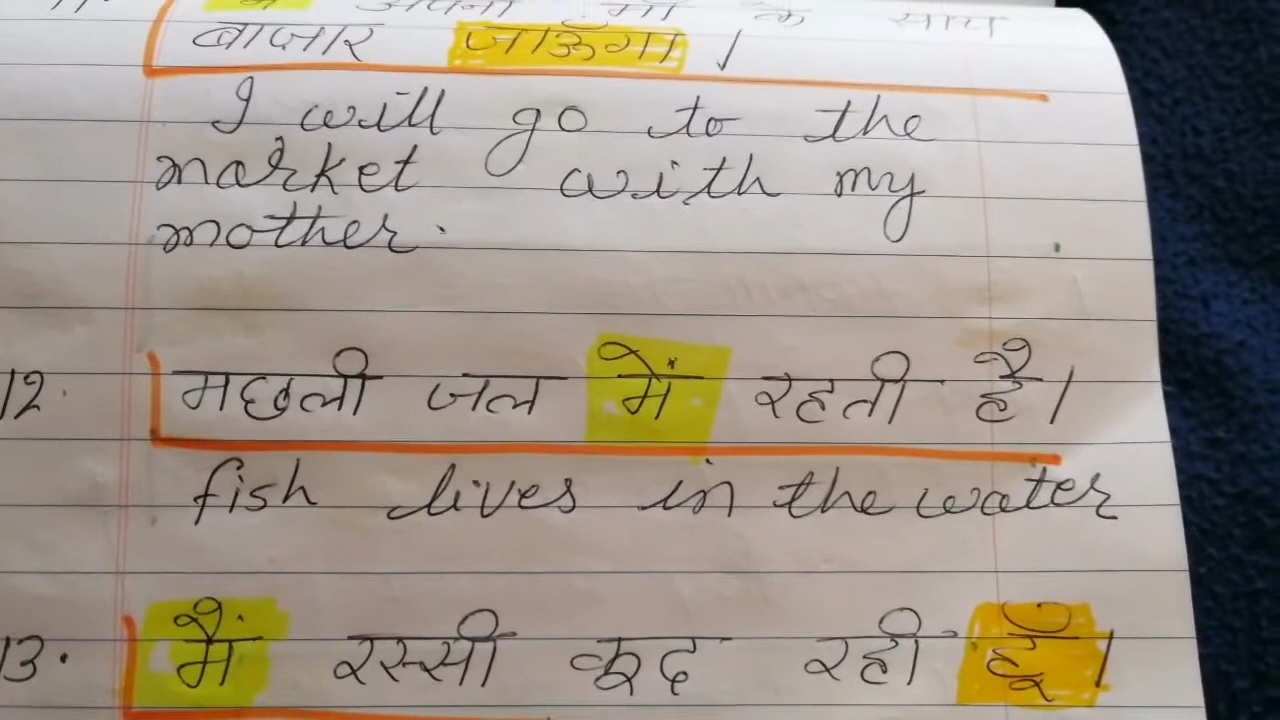 मैं अपनी माँ के साथ
बाज़ार जाऊँगा।
I will go to the
market with my
mother.
12. मछली जल में रहती है।
fish lives in the water
13. मैं रस्सी कूद रही हूँ।